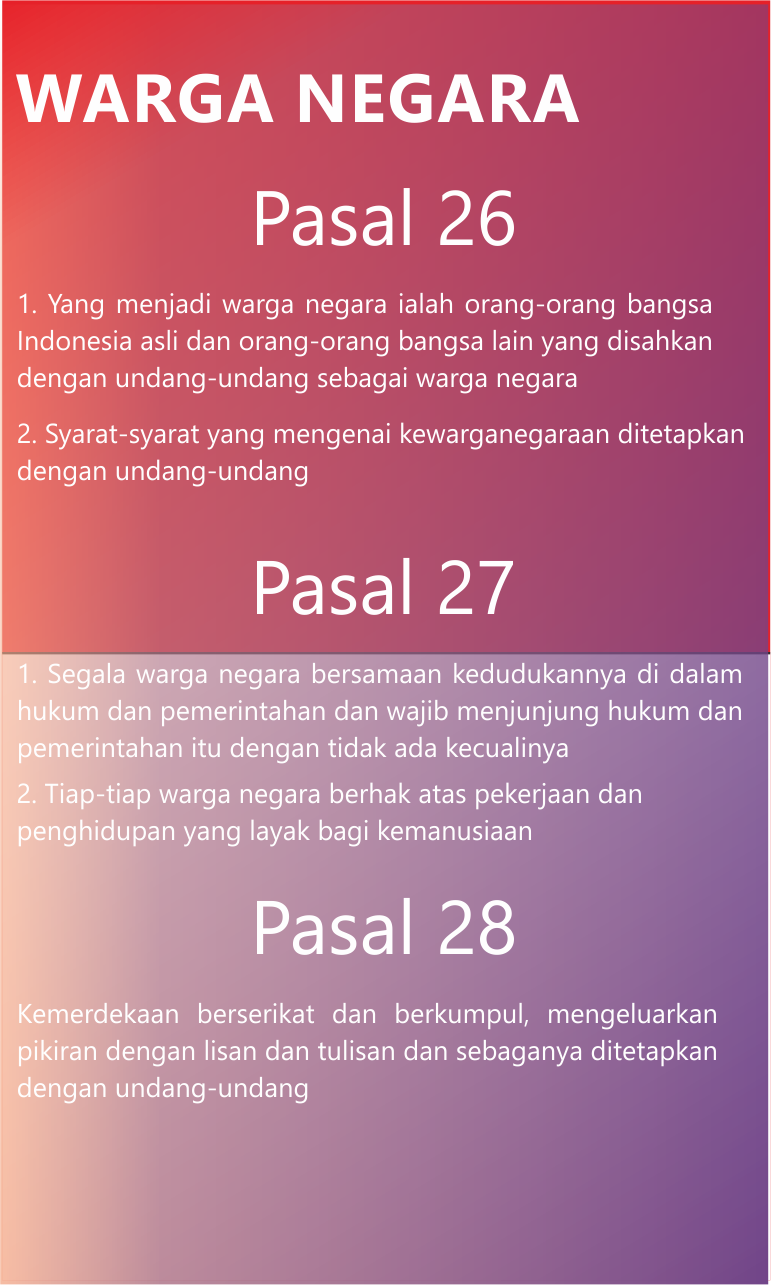 WARGA NEGARA
Pasal 26
1. Yang menjadi warga negara ialah orang-orang bangsa
Indonesia asli dan orang-orang bangsa lain yang disahkan
dengan undang-undang sebagai warga negara
2. Syarat-syarat yang mengenai kewarganegaraan ditetapkan
dengan undang-undang
Pasal 27
1. Segala warga negara bersamaan kedudukannya di dalam
hukum dan pemerintahan dan wajib menjunjung hukum dan
pemerintahan itu dengan tidak ada kecualinya
2. Tiap-tiap warga negara berhak atas pekerjaan dan
penghidupan yang layak bagi kemanusiaan
Pasal 28
Kemerdekaan berserikat dan berkumpul, mengeluarkan
pikiran dengan lisan dan tulisan dan sebaganya ditetapkan
dengan undang-undang